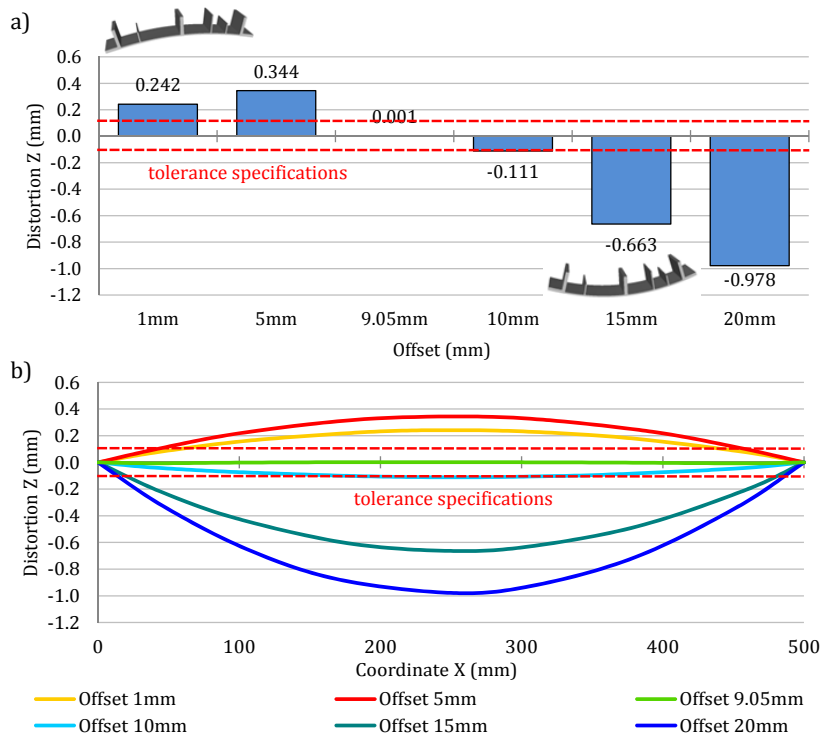 a)
0.6
0.4
0.2
0.0
-0.2
-0.4
-0.6
-0.8
-1.0
-1.2
Distortion Z (mm)
0.242
0.344
0.001
-0.111
-0.663
-0.978
tolerance specifications
1mm 5mm 9.05mm 10mm 15mm 20mm
Offset (mm)
b)
0.6
0.4
0.2
0.0
-0.2
-0.4
-0.6
-0.8
-1.0
-1.2
Distortion Z (mm)
tolerance specifications
0 100 200 300 400 500
Coordinate X (mm)
Offset 1mm Offset 5mm Offset 9.05mm
Offset 10mm Offset 15mm Offset 20mm